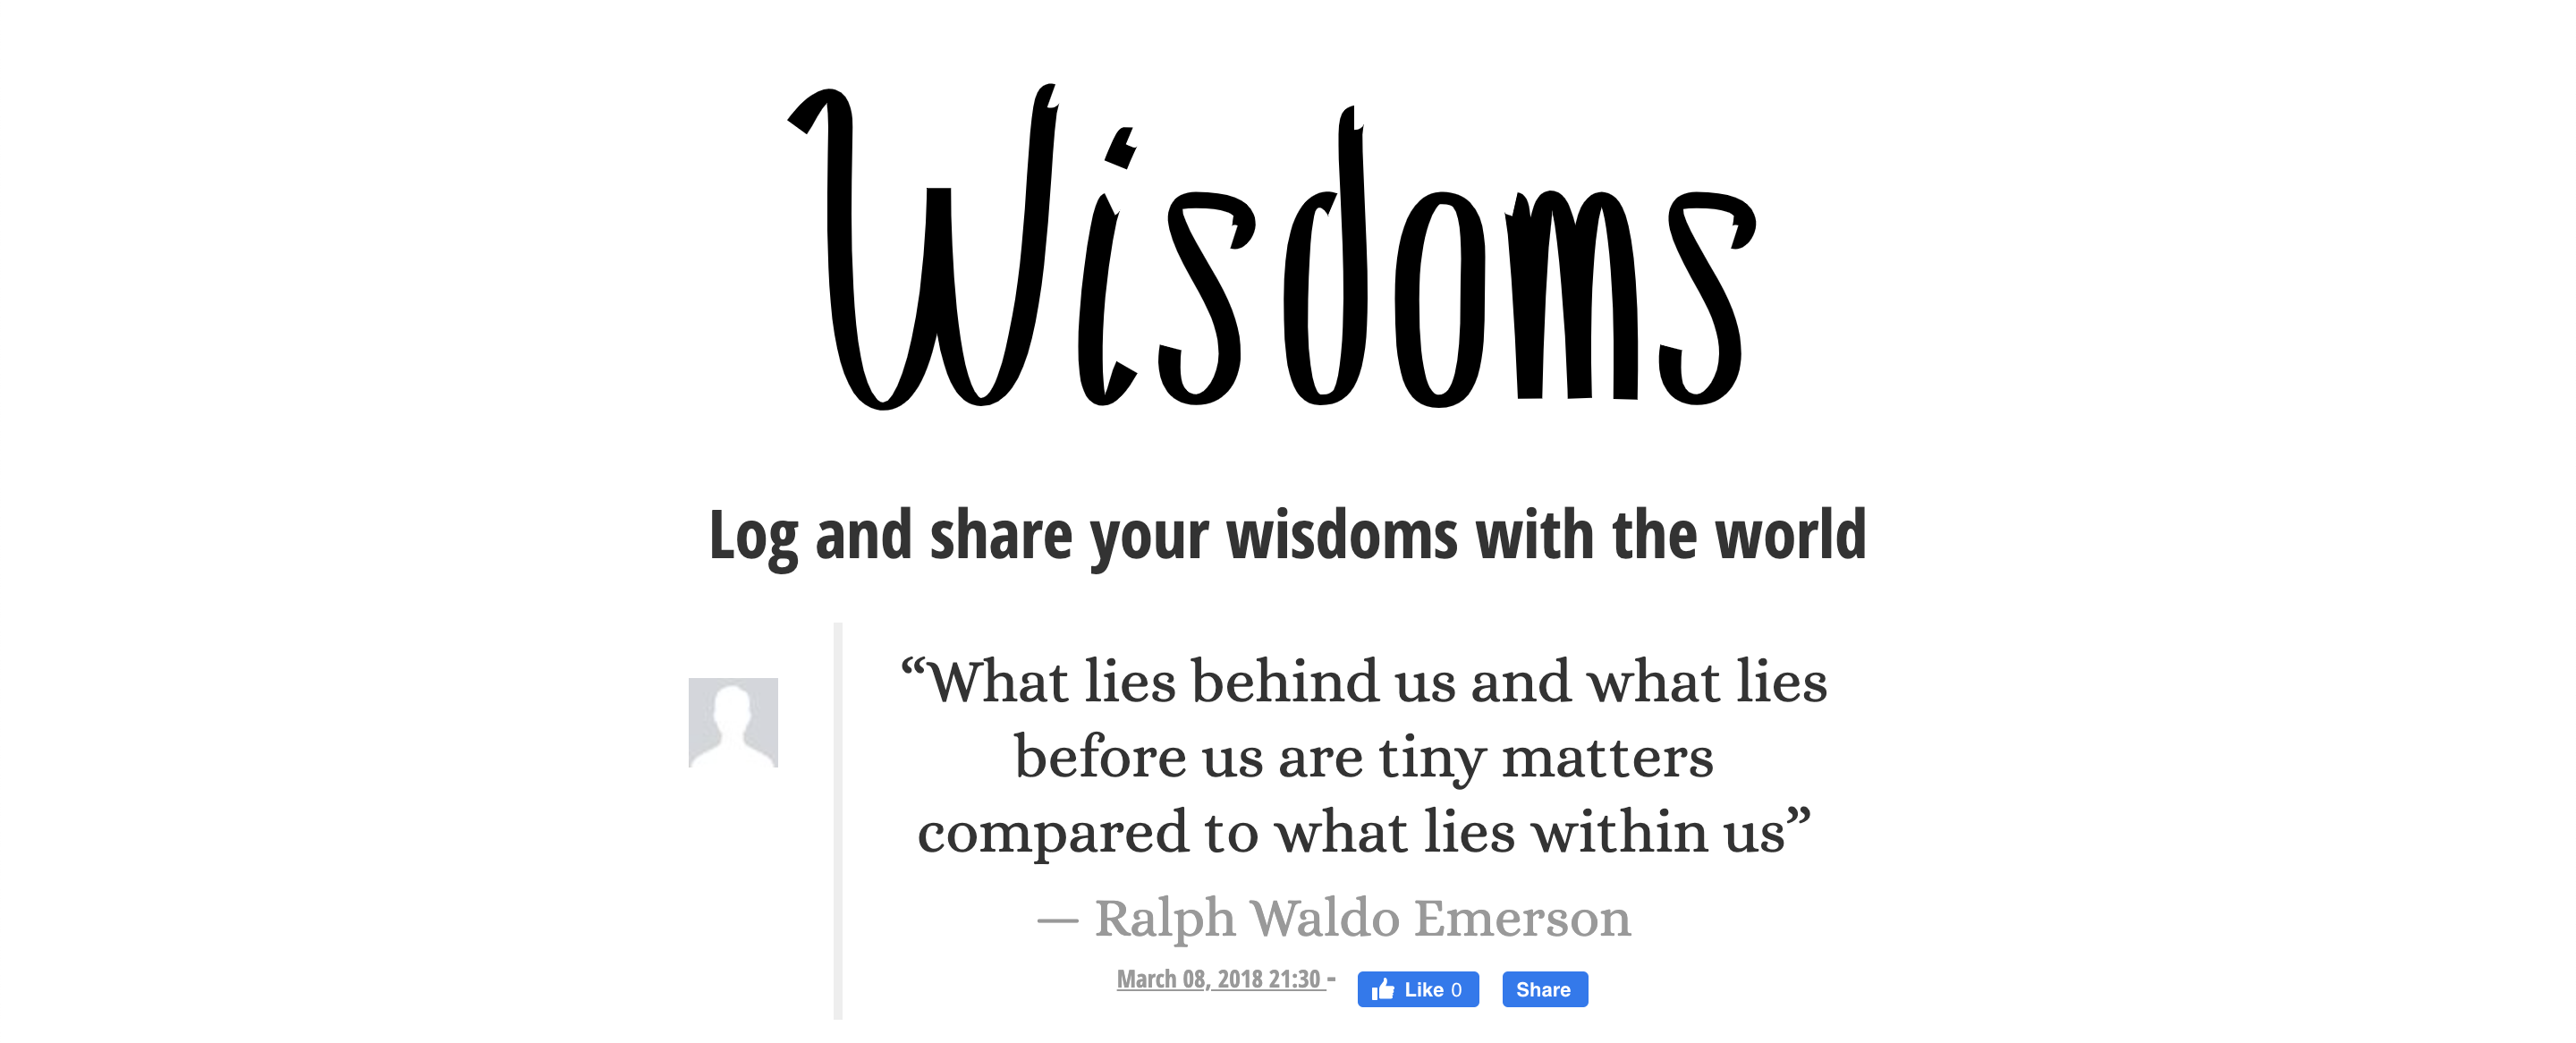 Wisdoms
Log and share your wisdoms with the world
“What lies behind us and what lies
before us are tiny matters
compared to what lies within us”
— Ralph Waldo Emerson
March 08, 2018 21:30 - Like 0 Share